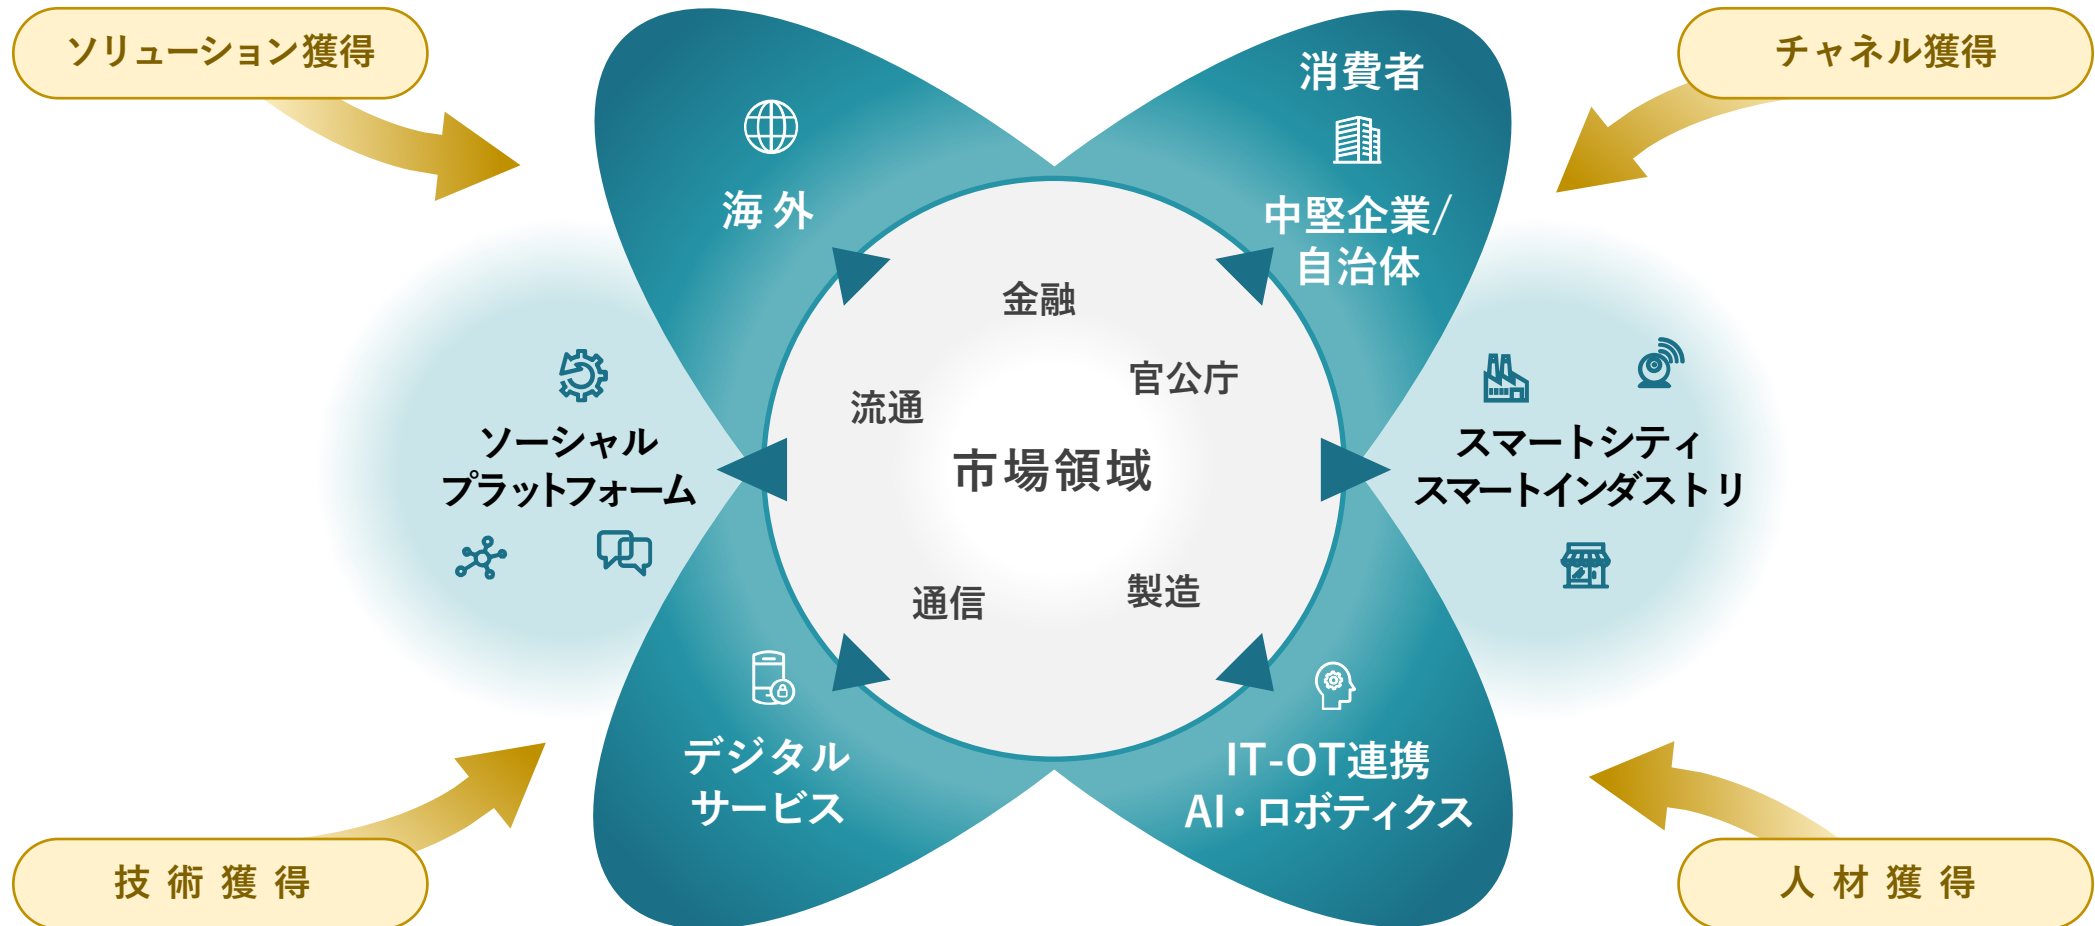 ソリューション獲得
チャネル獲得
海外
消費者
中堅企業/
自治体
金融
官公庁
流通
市場領域
通信
製造
ソーシャル
プラットフォーム
スマートシティ
スマートインダストリ
デジタル
サービス
IT-OT連携
AI・ロボティクス
技術獲得
人材獲得